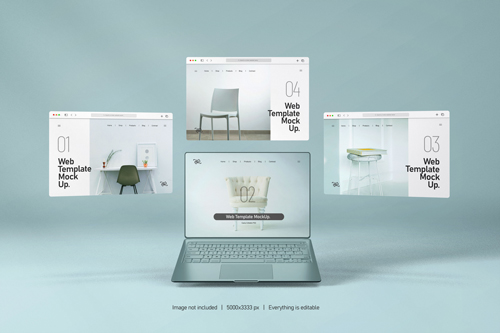 04
Web
Template
Mock
Up.
01
Web
Template
Mock
Up.
03
Web
Template
Mock
Up.
02
Web Template MockUp.
Image not included | 5000x3333 px | Everything is editable